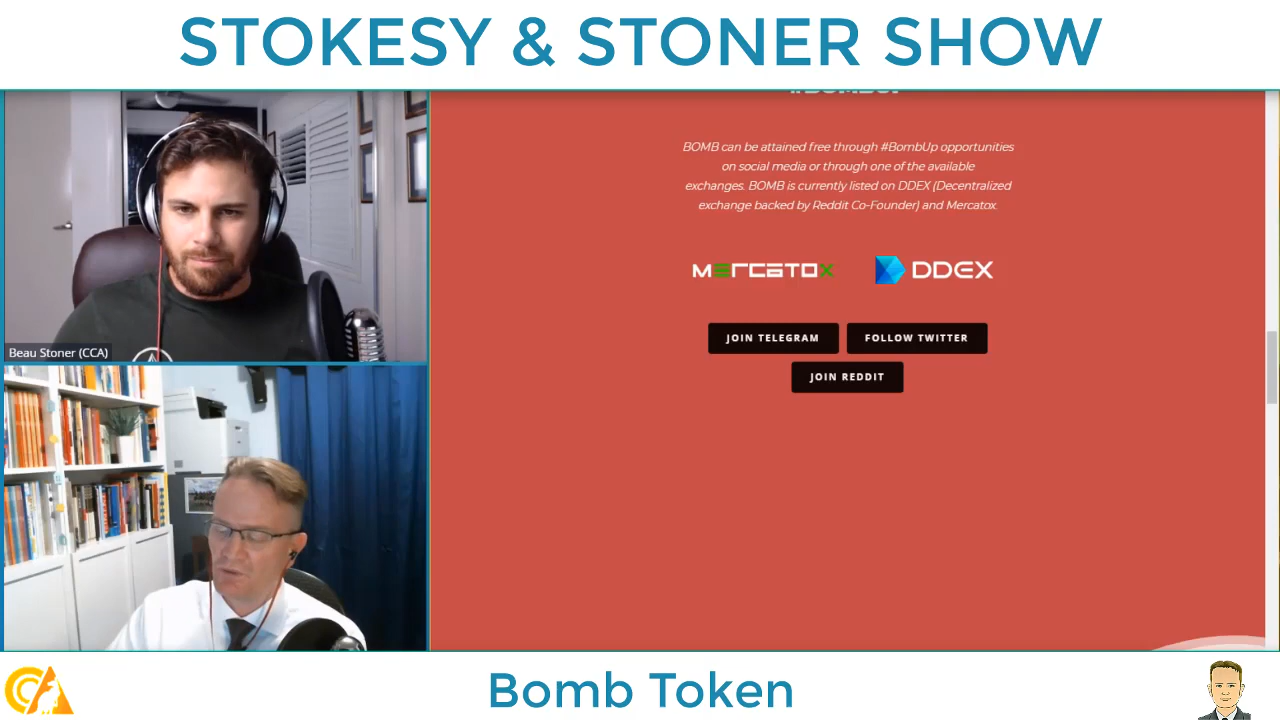 STOKESY & STONER SHOW
#BOMBUP
BOMB can be attained free through #BombUp opportunities
on social media or through one of the available
exchanges. BOMB is currently listed on DDEX (Decentralized
exchange backed by Reddit Co-Founder) and Mercatox.
MERCATOX
DDEX
JOIN TELEGRAM
FOLLOW TWITTER
JOIN REDDIT
Beau Stoner (CCA)
Bomb Token